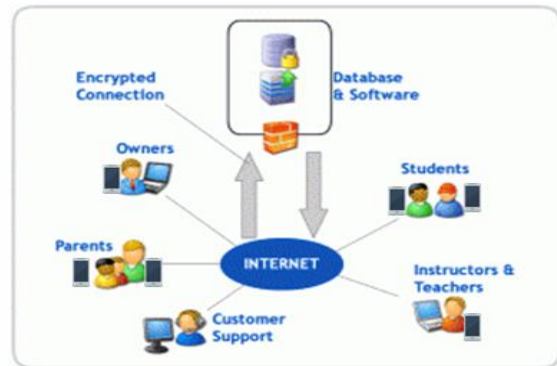 Encrypted
Connection
Database
& Software
Owners
Students
Parents
INTERNET
Instructors &
Teachers
Customer
Support